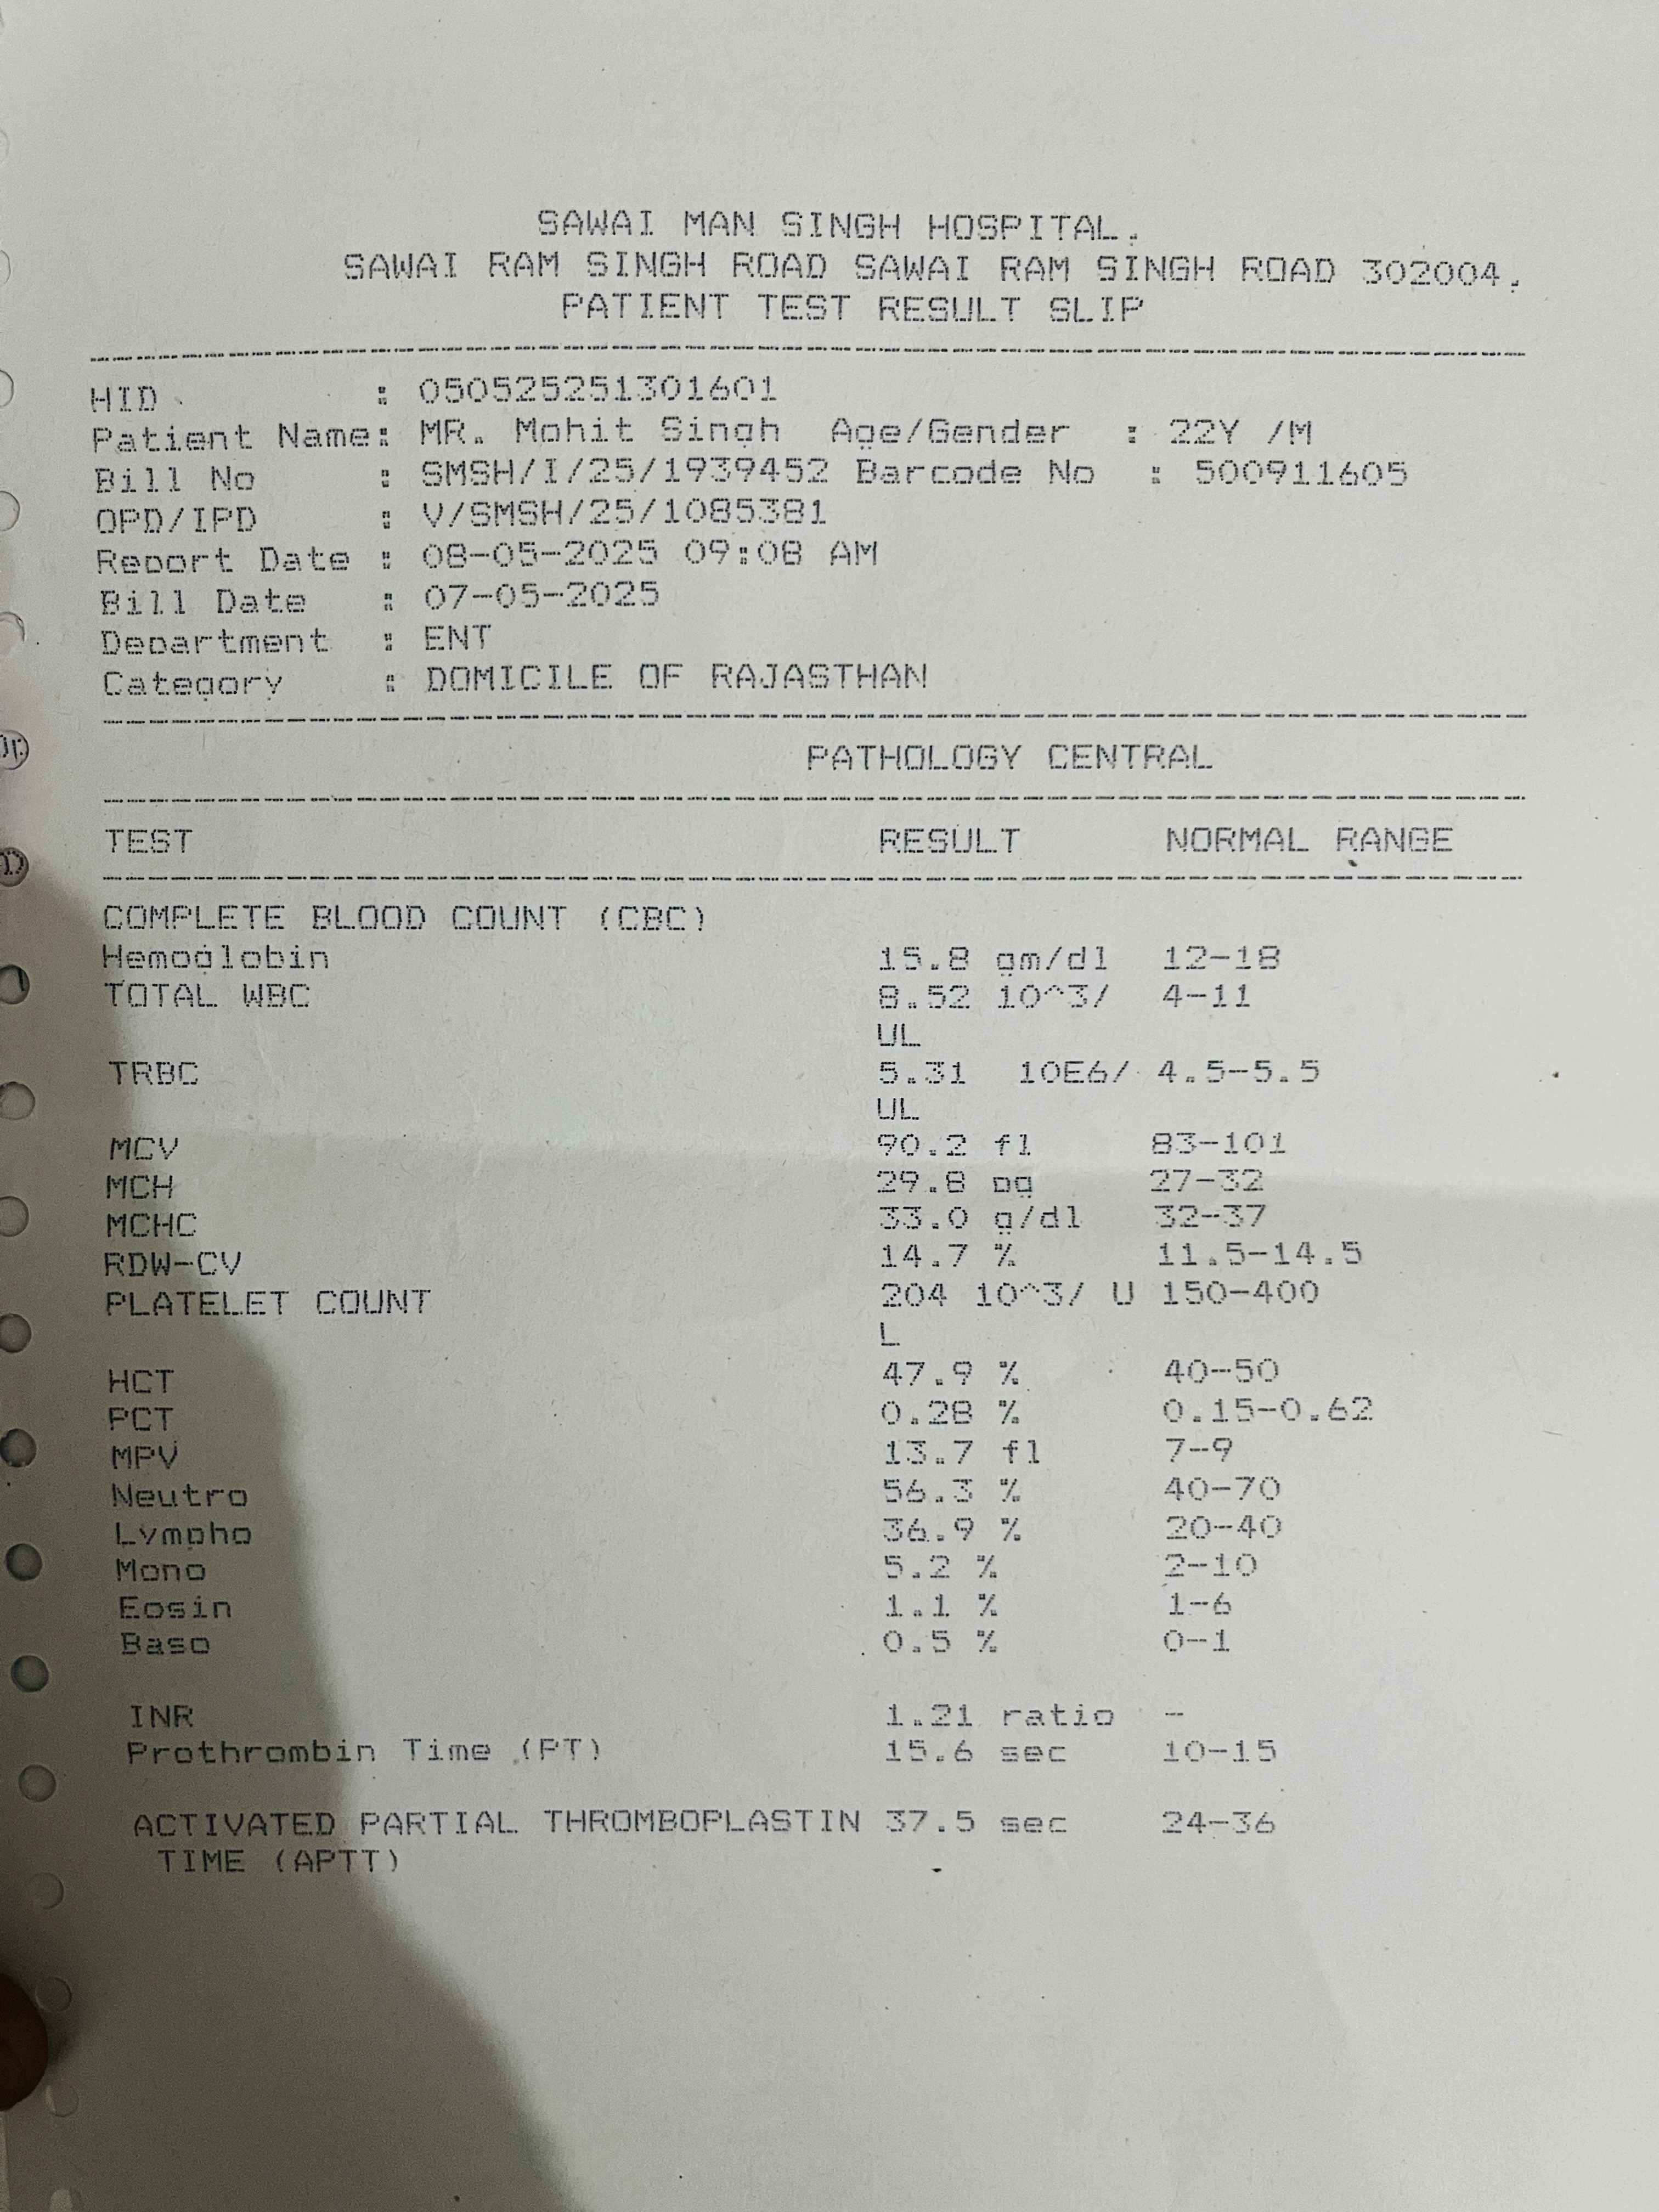 SAWAI MAN SINGH HOSPITAL.
SAWAI RAM SINGH ROAD SAWAI RAM SINGH ROAD 302004.
PATIENT TEST RESULT SLIP
HID : 050525251301601
Patient Name: MR. Mohit Singh Age/Gender : 22Y /M
Bill No : SMSH/I/25/1939452 Barcode No : 500911605
OPD/IPD : V/SMSH/25/1085381
Report Date : 08-05-2025 09:08 AM
Bill Date : 07-05-2025
Department : ENT
Category : DOMICILE OF RAJASTHAN
PATHOLOGY CENTRAL
TEST RESULT NORMAL RANGE
COMPLETE BLOOD COUNT (CBC)
Hemoglobin 15.8 gm/dl 12-18
TOTAL WBC 8.52 10^3/ 4-11
UL
TRBC 5.31 10E6/ 4.5-5.5
UL
MCV 90.2 fl 83-101
MCH 29.8 pg 27-32
MCHC 33.0 g/dl 32-37
RDW-CV 14.7 % 11.5-14.5
PLATELET COUNT 204 10^3/ U 150-400
L
HCT 47.9 % 40-50
PCT 0.28 % 0.15-0.62
MPV 13.7 fl 7-9
Neutro 56.3 % 40-70
Lympho 36.9 % 20-40
Mono 5.2 % 2-10
Eosin 1.1 % 1-6
Baso 0.5 % 0-1
INR 1.21 ratio -
Prothrombin Time (PT) 15.6 sec 10-15
ACTIVATED PARTIAL THROMBOPLASTIN 37.5 sec 24-36
TIME (APTT)